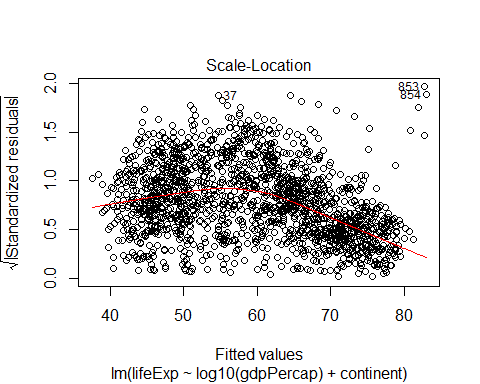 Scale-Location
√|Standardized residuals|
0.0 0.5 1.0 1.5 2.0
853
854
37
40 50 60 70 80
Fitted values
lm(lifeExp ~ log10(gdpPercap) + continent)